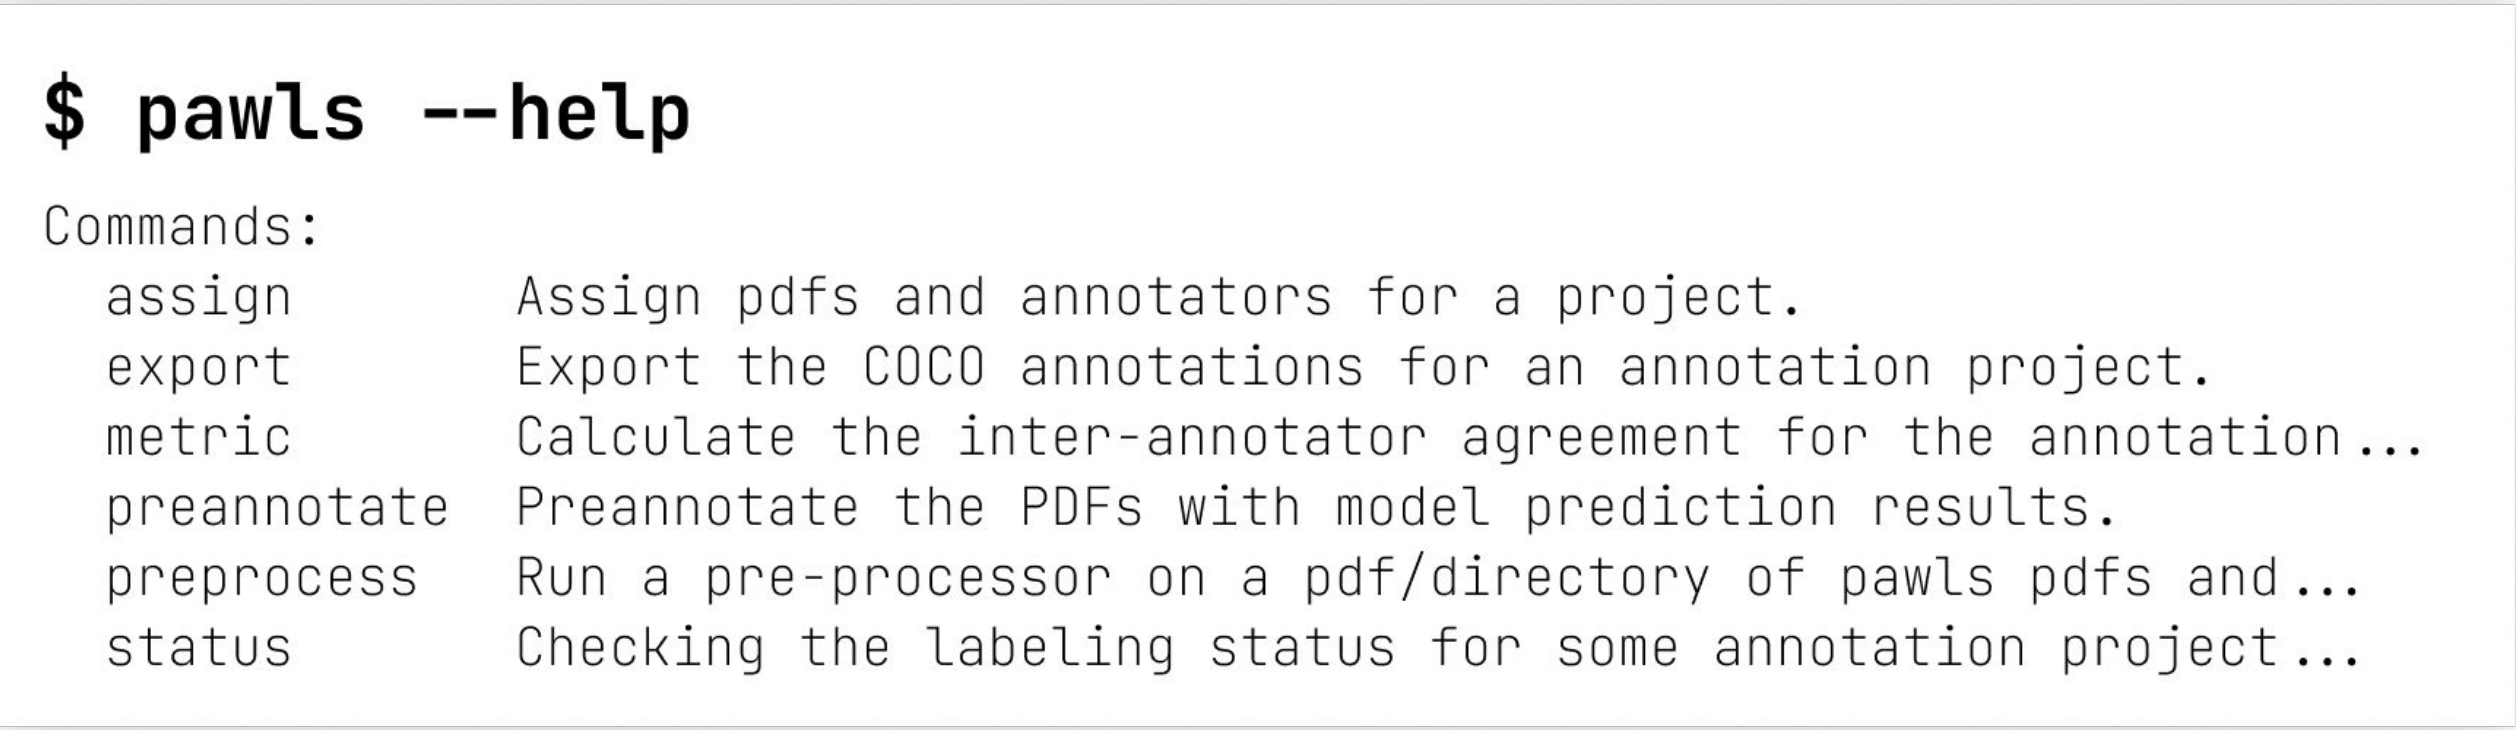 $ pawls --help
Commands:
assign Assign pdfs and annotators for a project.
export Export the COCO annotations for an annotation project.
metric Calculate the inter-annotator agreement for the annotation...
preannotate Preannotate the PDFs with model prediction results.
preprocess Run a pre-processor on a pdf/directory of pawls pdfs and...
status Checking the labeling status for some annotation project...